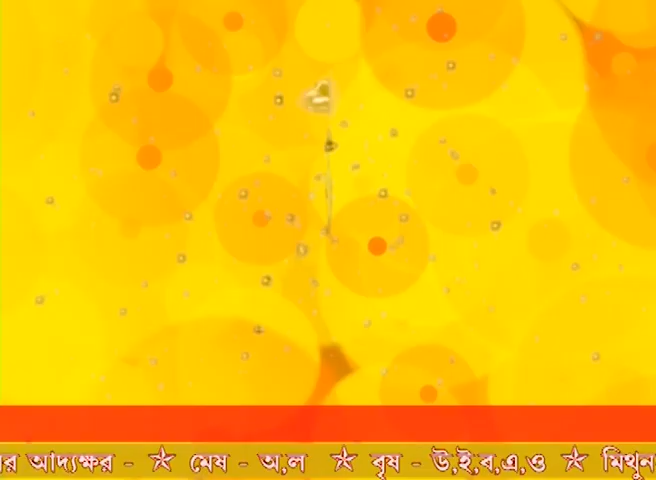 র আদ্যক্ষর - ☆ মেষ - অ,ল ☆ বৃষ - উ,ই,ব,এ,ও ☆ মিথুন